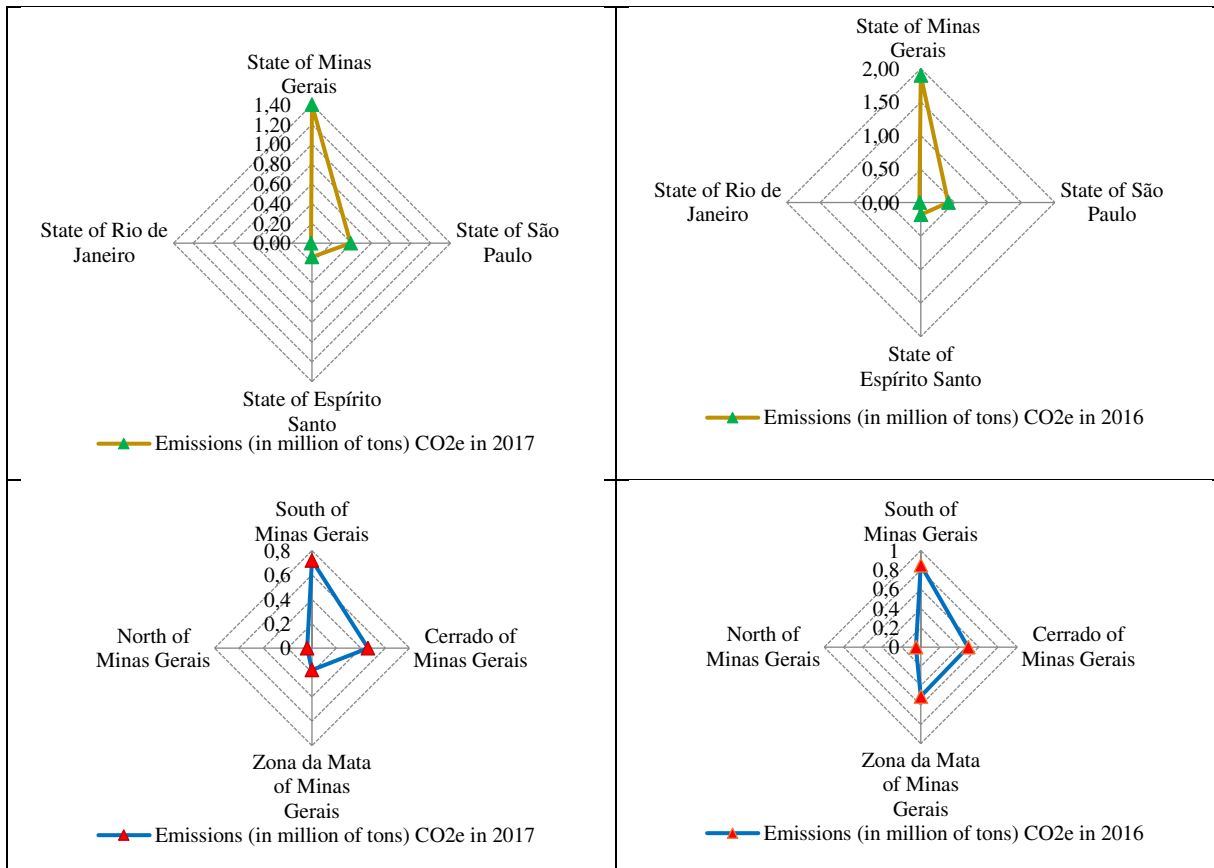 State of Minas
Gerais
1,40
1,20
1,00
0,80
0,60
0,40
0,20
0,00
State of Rio de
Janeiro
State of São
Paulo
State of Espírito
Santo
Emissions (in million of tons) CO2e in 2017
State of Minas
Gerais
2,00
1,50
1,00
0,50
0,00
State of Rio de
Janeiro
State of São
Paulo
State of
Espírito Santo
Emissions (in million of tons) CO2e in 2016
South of
Minas Gerais
0,8
0,6
0,4
0,2
0
North of
Minas Gerais
Cerrado of
Minas Gerais
Zona da Mata
of Minas
Gerais
Emissions (in million of tons) CO2e in 2017
South of
Minas Gerais
1
0,8
0,6
0,4
0,2
0
North of
Minas Gerais
Cerrado of
Minas Gerais
Zona da Mata
of Minas
Gerais
Emissions (in million of tons) CO2e in 2016